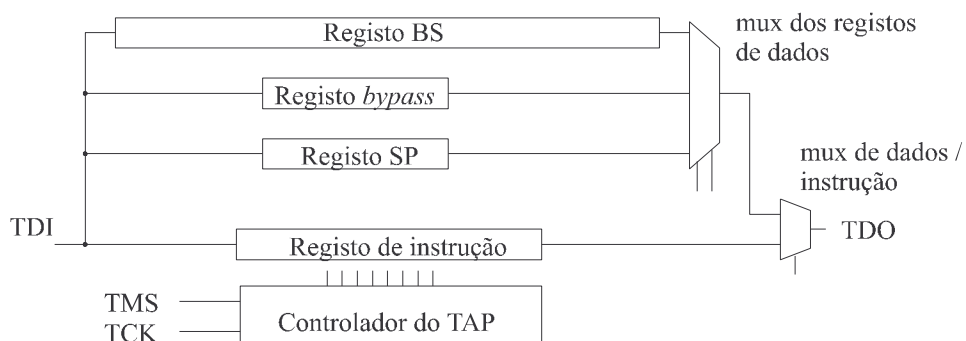 Registo BS
mux dos registos
de dados
Registo bypass
Registo SP
mux de dados /
instrução
TDI
TDO
Registo de instrução
TMS
TCK
Controlador do TAP